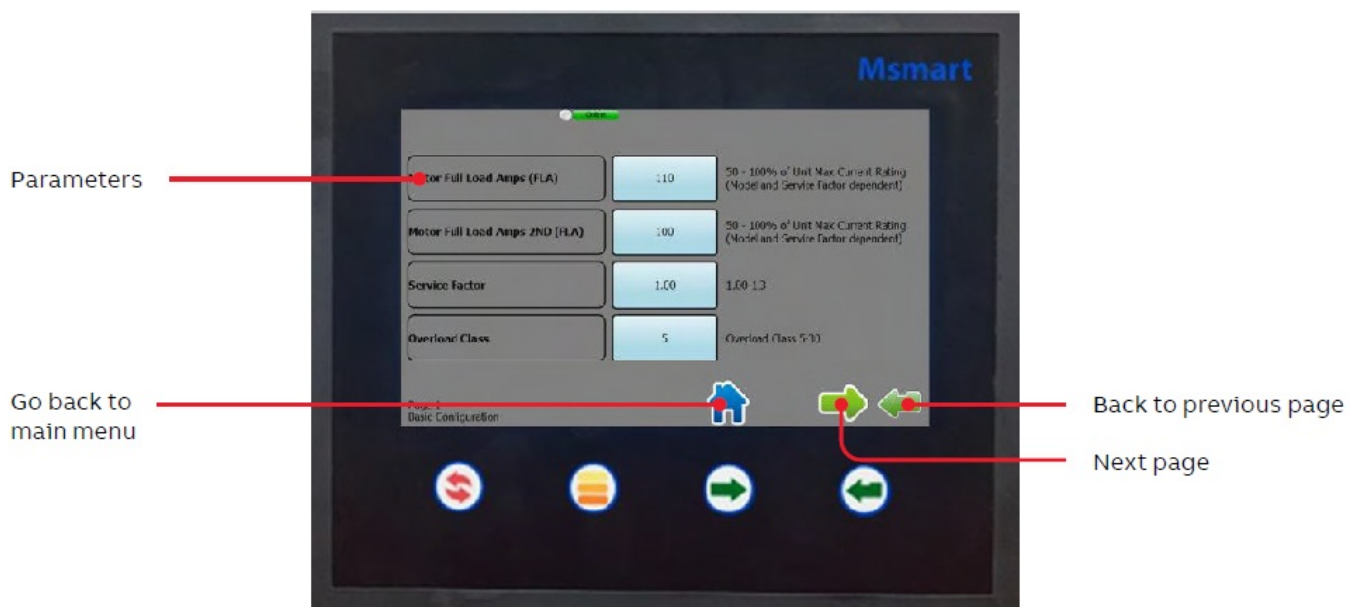 Msmart
Parameters
Motor Full Load Amps (FLA)
110
50 - 100% of Unit Max Current Rating
(Model and Service Factor dependent)
Motor Full Load Amps 2ND (FLA)
100
50 - 100% of Unit Max Current Rating
(Model and Service Factor dependent)
Service Factor
1.00
1.00-1.3
Overload Class
5
Overload Class 5-30
Go back to
main menu
Basic Configuration
Back to previous page
Next page